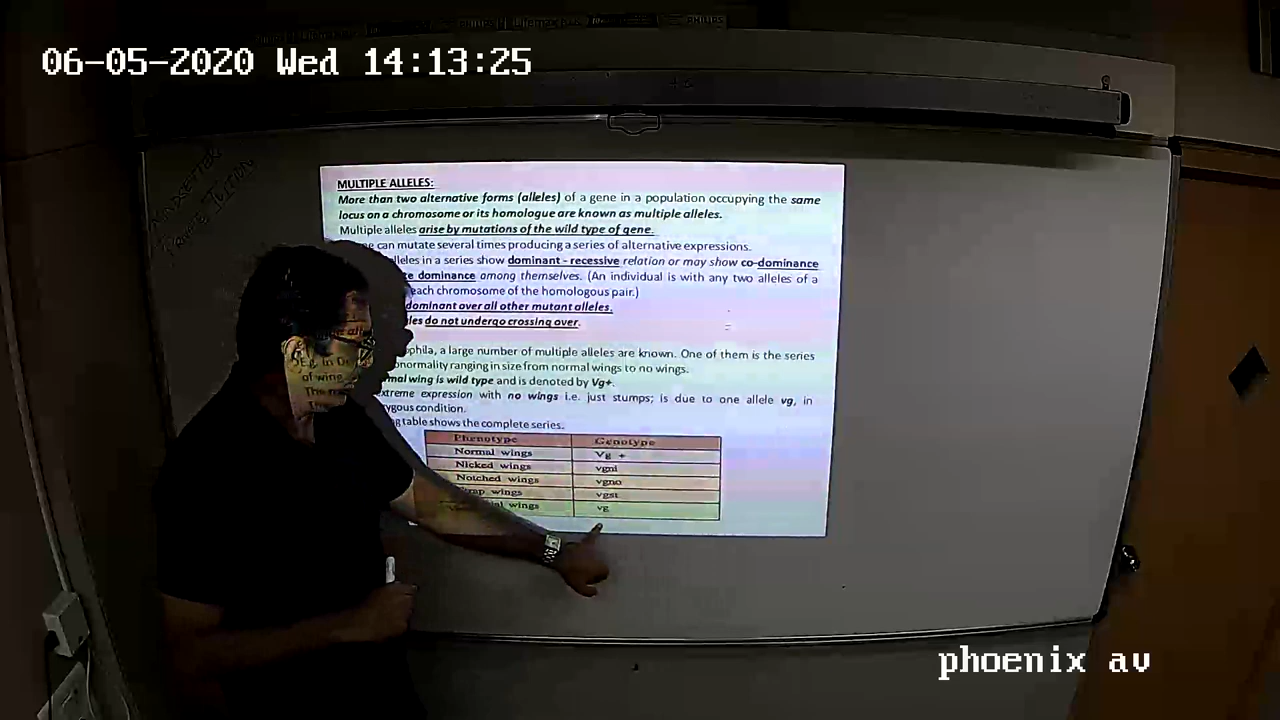 PHILIPS
06-05-2020 Wed 14:13:25
MULTIPLE ALLELES:
More than two alternative forms (alleles) of a gene in a population occupying the same
locus on a chromosome or its homologue are known as multiple alleles.
Multiple alleles arise by mutations of the wild type of gene.
can mutate several times producing a series of alternative expressions.
alleles in a series show dominant - recessive relation or may show co-dominance
dominance among themselves. (An individual is with any two alleles of a
each chromosome of the homologous pair.)
dominant over all other mutant alleles.
do not undergo crossing over.
E.g. in a large number of multiple alleles are known. One of them is the series
of wing ranging in size from normal wings to no wings.
wing is wild type and is denoted by Vg+.
expression with no wings i.e. just stumps; is due to one allele vg, in
condition.
table shows the complete series.
Phenotype Genotype
Normal wings Vg +
Nicked wings vgni
Notched wings vgno
wings vgst
wings vg
phoenix av